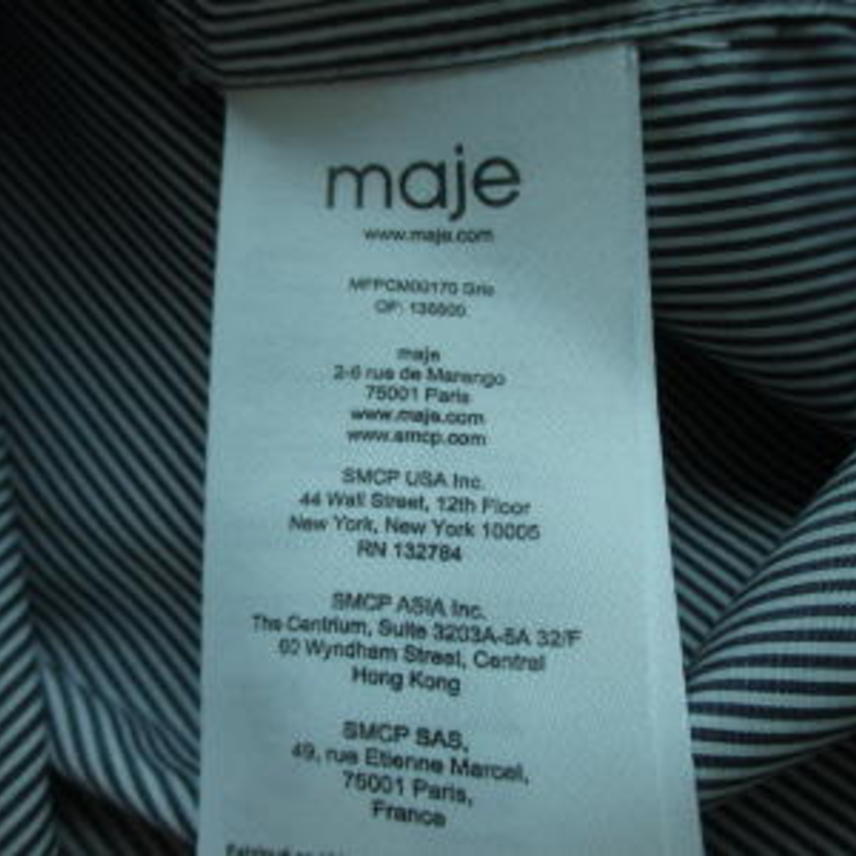 maje
www.maje.com
MFPCM00170 Gris
OF: 136600
maje
2-6 rue de Marengo
75001 Paris
www.maje.com
www.smcp.com
SMCP USA Inc.
44 Wall Street, 12th Floor
New York, New York 10005
RN 132784
SMCP ASIA Inc.
The Centrium, Suite 3203A-5A 32/F
60 Wyndham Street, Central
Hong Kong
SMCP SAS,
49, rue Etienne Marcel,
75001 Paris,
France